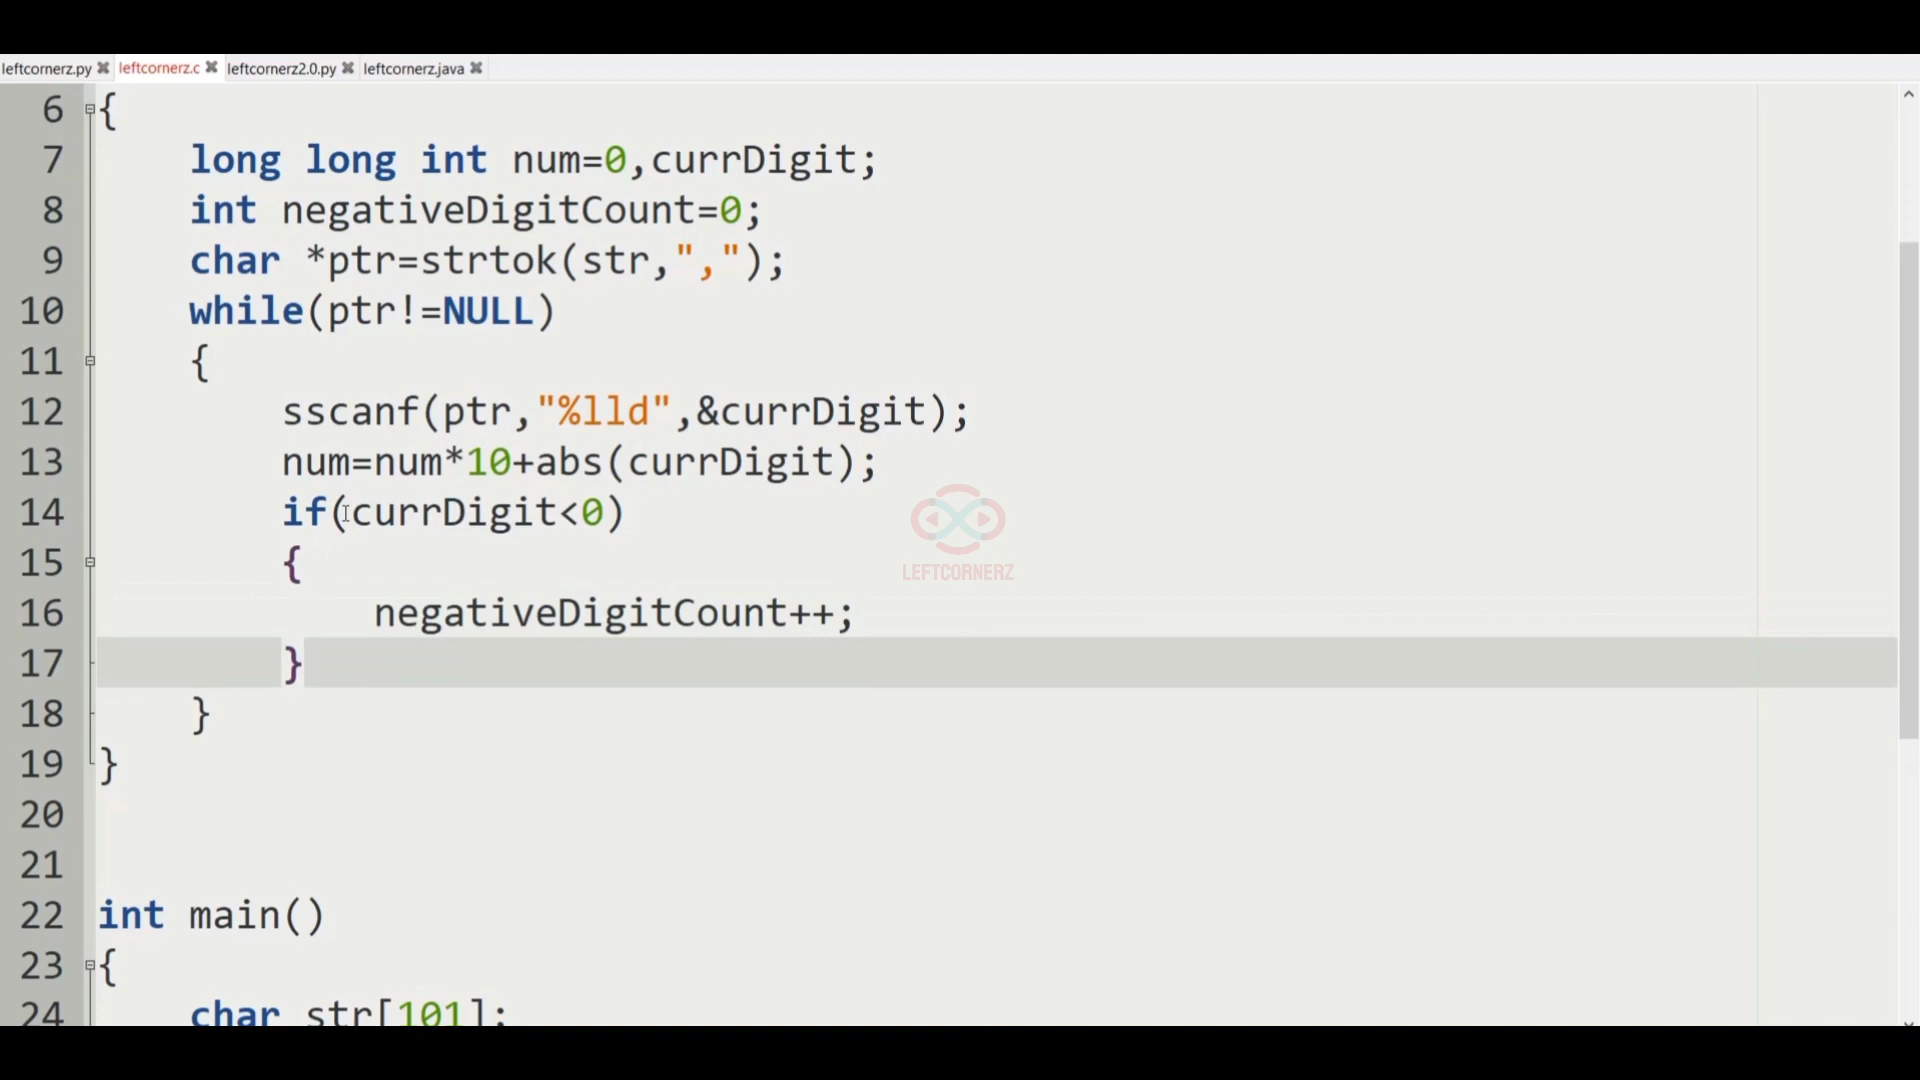 leftcornerz.py leftcornerz.c leftcornerz2.0.py leftcornerz.java
6 {
7 long long int num=0,currDigit;
8 int negativeDigitCount=0;
9 char *ptr=strtok(str,",");
10 while(ptr!=NULL)
11 {
12 sscanf(ptr,"%lld",&currDigit);
13 num=num*10+abs(currDigit);
14 if(currDigit<0)
15 {
16 negativeDigitCount++;
17 }
18 }
19 }
20
21
22 int main()
23 {
24 char str[101];
LEFTCORNERZ